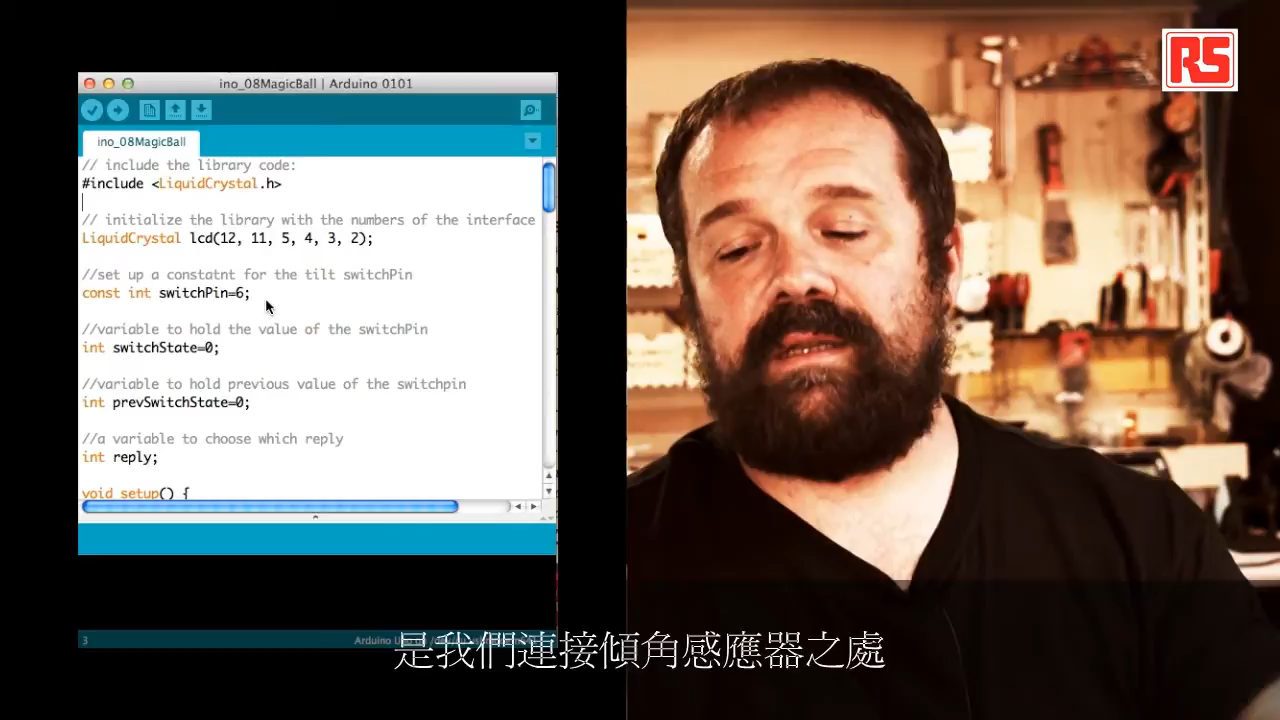 ino_08MagicBall | Arduino 0101
ino_08MagicBall
// include the library code:
#include <LiquidCrystal.h>
// initialize the library with the numbers of the interface
LiquidCrystal lcd(12, 11, 5, 4, 3, 2);
//set up a constatnt for the tilt switchPin
const int switchPin=6;
//variable to hold the value of the switchPin
int switchState=0;
//variable to hold previous value of the switchpin
int prevSwitchState=0;
//a variable to choose which reply
int reply;
void setup() {
3
Arduino
是我們連接傾角感應器之處
RS